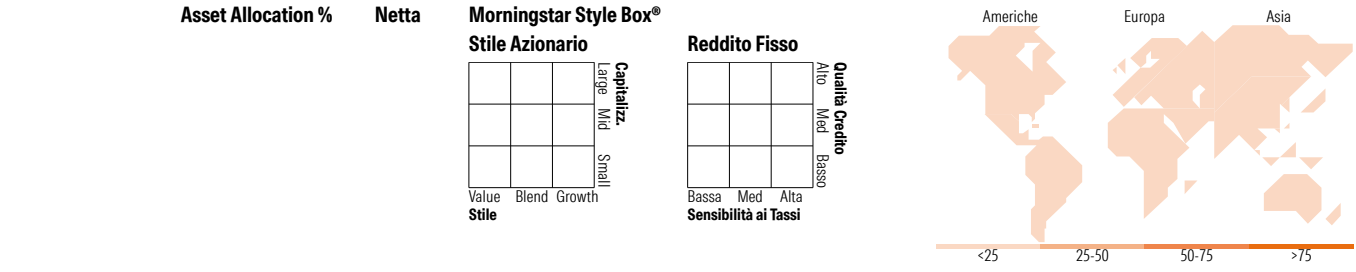 Asset Allocation % Netta
Morningstar Style Box®
Stile Azionario
Large Mid Small
Capitalizz.
Value Blend Growth
Stile
Reddito Fisso
Alto Med Basso
Qualità Credito
Bassa Med Alta
Sensibilità ai Tassi
Americhe Europa Asia
<25 25-50 50-75 >75